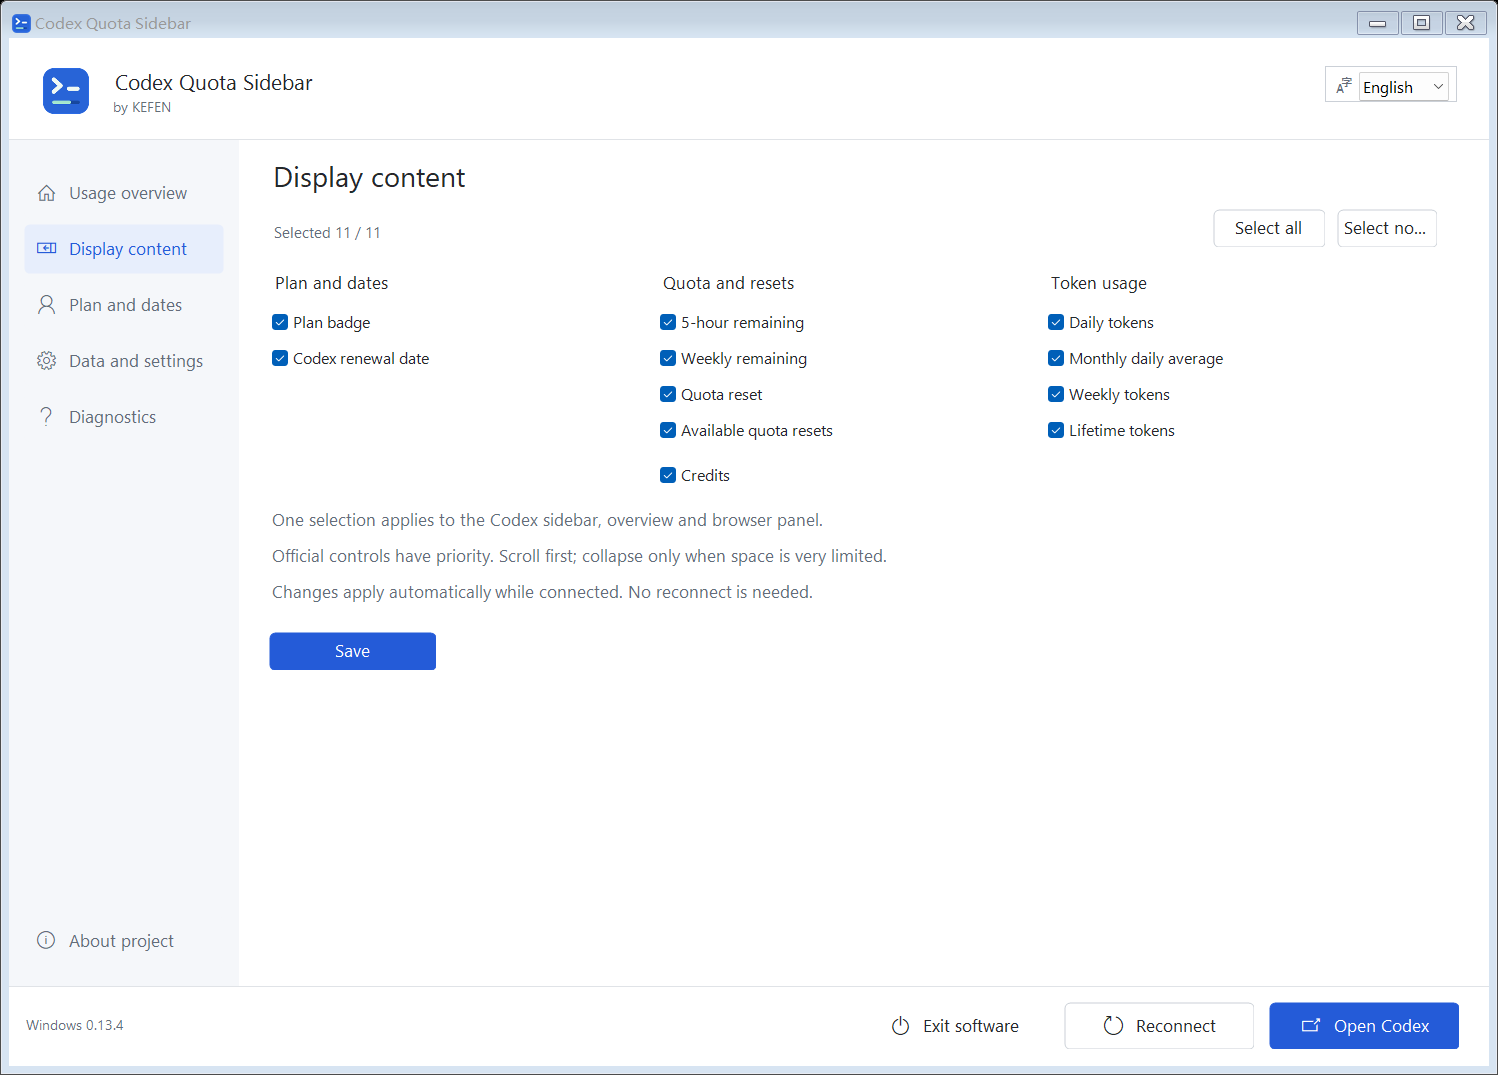 Codex Quota Sidebar
Codex Quota Sidebar
by KEFEN
A字 English
Usage overview
Display content
Plan and dates
Data and settings
Diagnostics
About project
Display content
Selected 11 / 11
Select all
Select no...
Plan and dates
Plan badge
Codex renewal date
Quota and resets
5-hour remaining
Weekly remaining
Quota reset
Available quota resets
Credits
Token usage
Daily tokens
Monthly daily average
Weekly tokens
Lifetime tokens
One selection applies to the Codex sidebar, overview and browser panel.
Official controls have priority. Scroll first; collapse only when space is very limited.
Changes apply automatically while connected. No reconnect is needed.
Save
Windows 0.13.4
Exit software
Reconnect
Open Codex